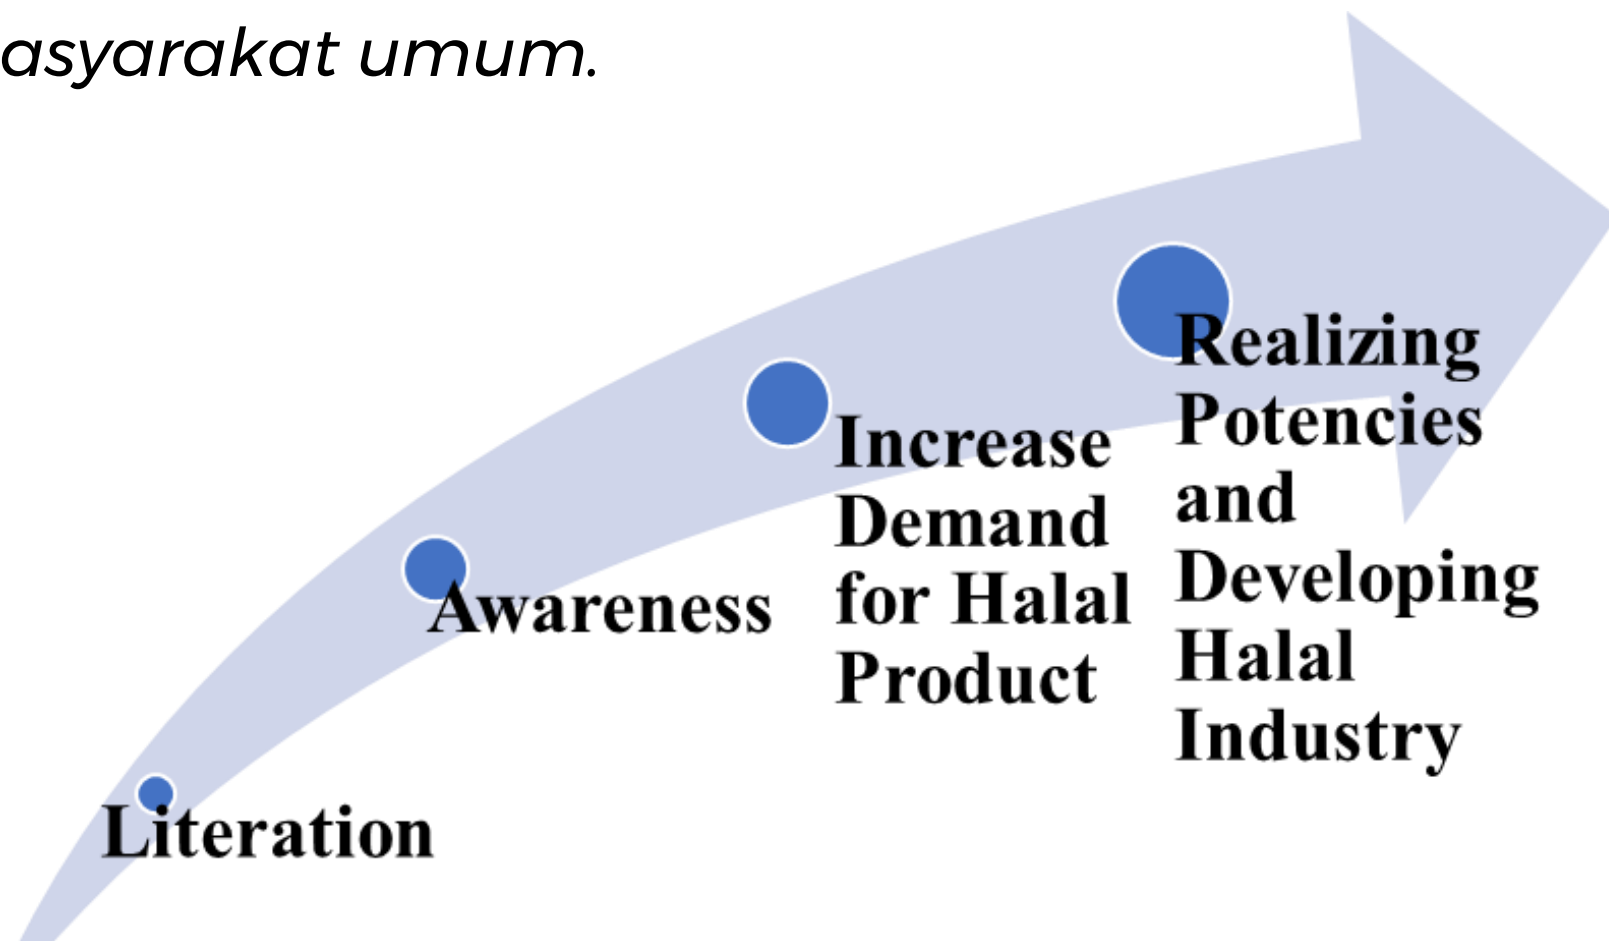 asyarakat umum.
Literation
Awareness
Increase
Demand
for Halal
Product
Realizing
Potencies
and
Developing
Halal
Industry